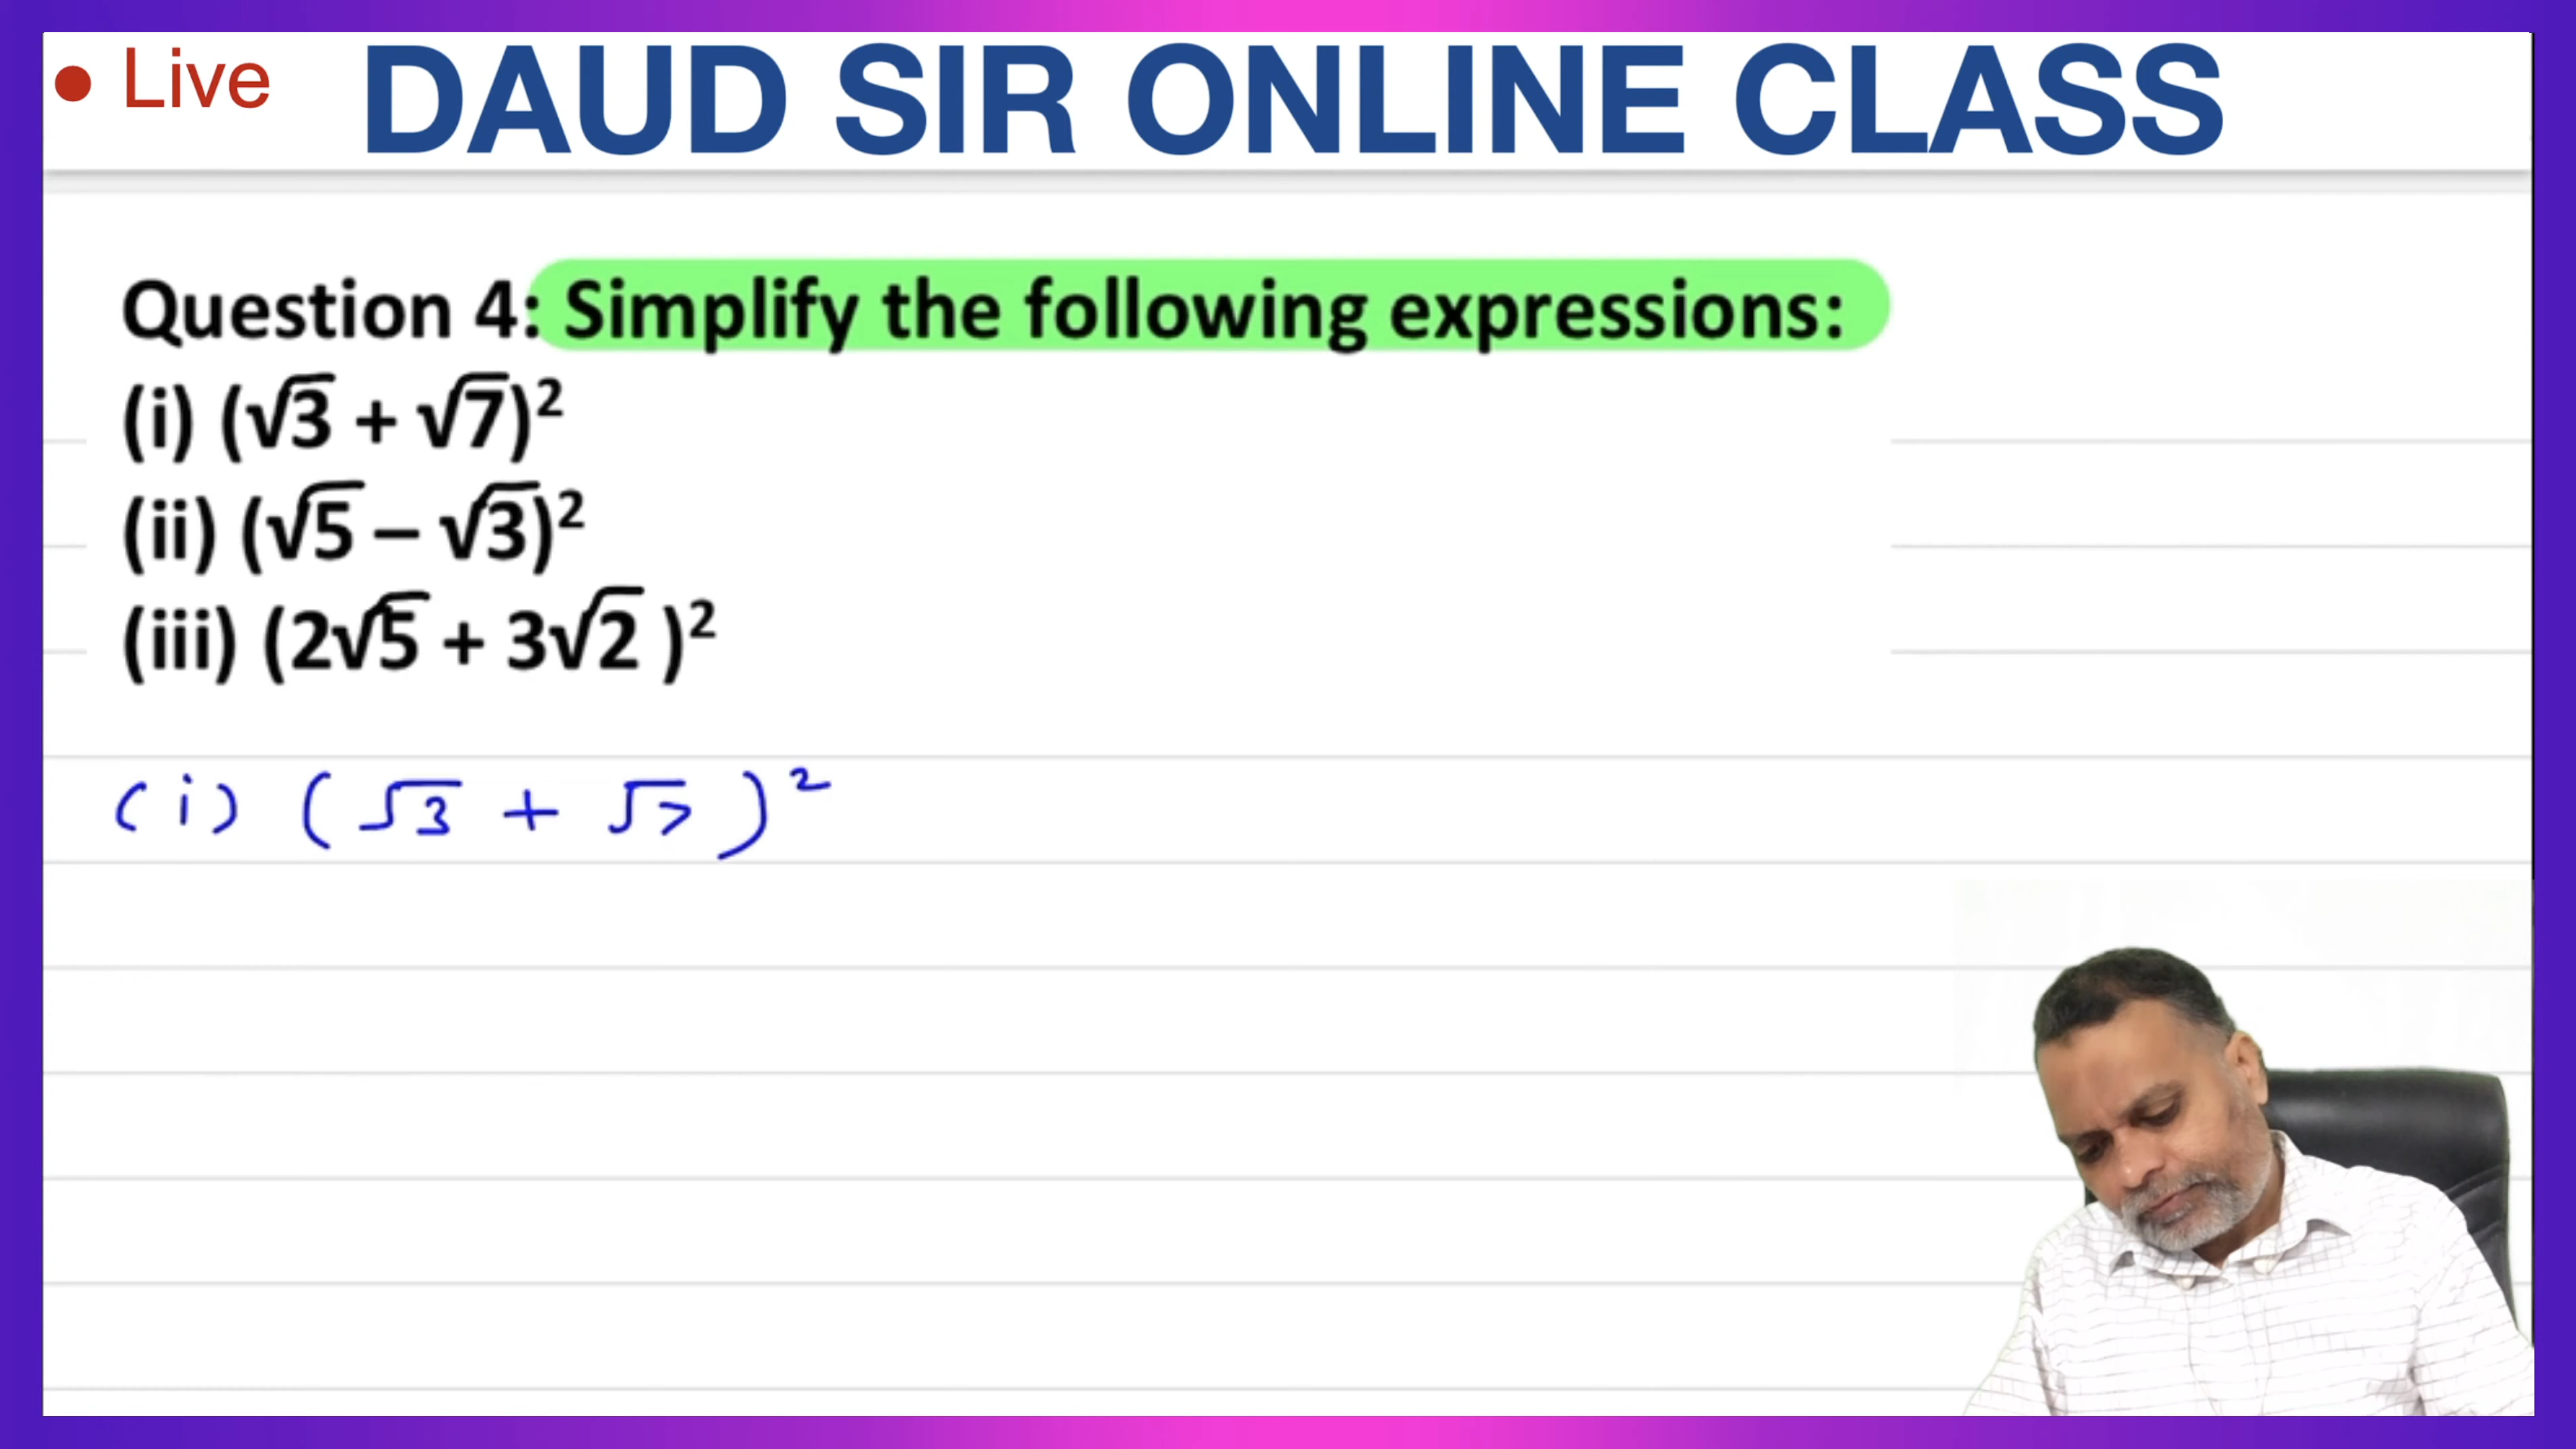 • Live DAUD SIR ONLINE CLASS
Question 4: Simplify the following expressions:
(i) (√3 + √7)²
(ii) (√5 – √3)²
(iii) (2√5 + 3√2 )²
(i) (√3 + √7)²